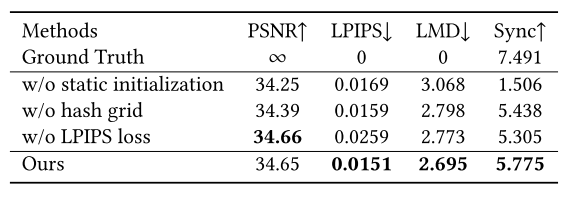 Methods PSNR↑ LPIPS↓ LMD↓ Sync↑
Ground Truth ∞ 0 0 7.491
w/o static initialization 34.25 0.0169 3.068 1.506
w/o hash grid 34.39 0.0159 2.798 5.438
w/o LPIPS loss 34.66 0.0259 2.773 5.305
Ours 34.65 0.0151 2.695 5.775